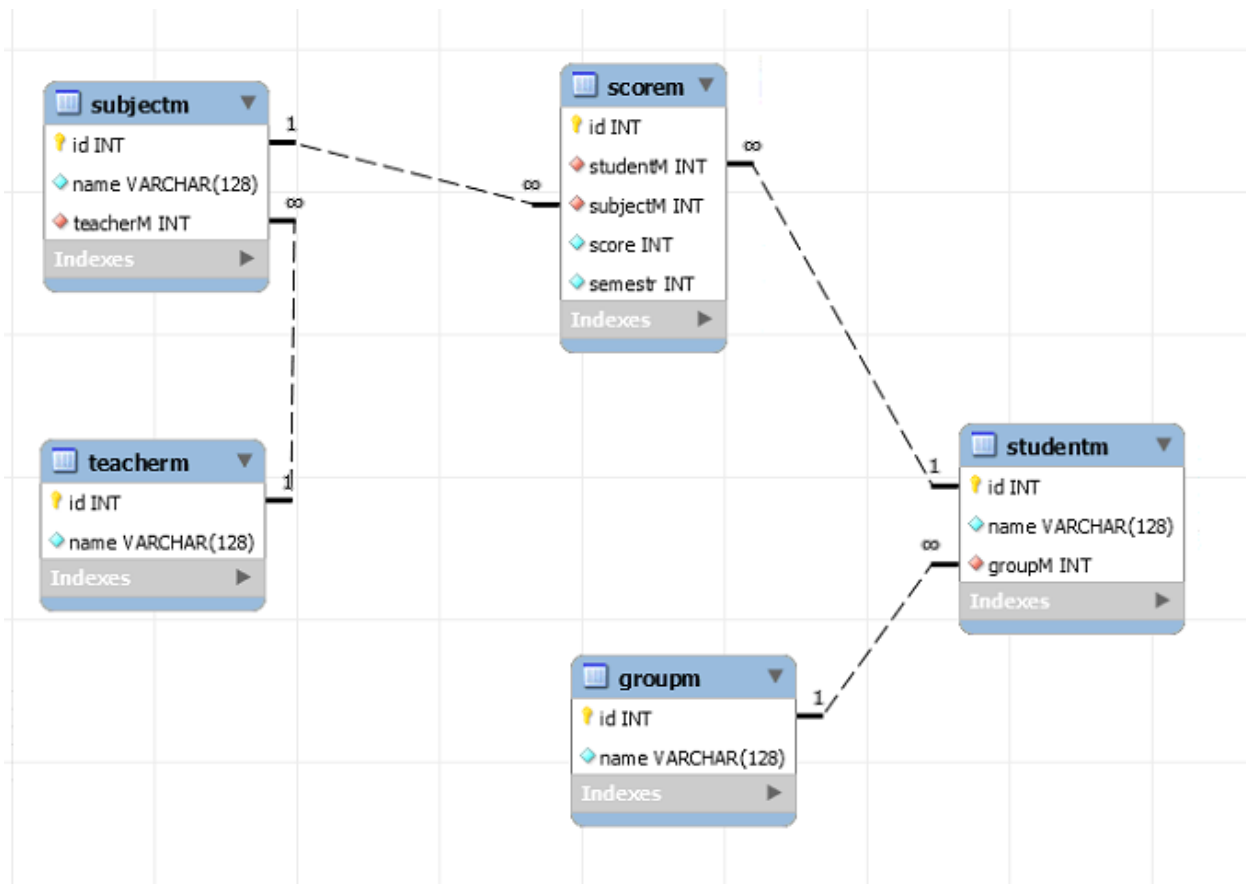 subjectm
id INT
name VARCHAR(128)
teacherM INT
Indexes
1
∞
scorem
id INT
studentM INT
subjectM INT
score INT
semestr INT
Indexes
∞
∞
teacherm
id INT
name VARCHAR(128)
Indexes
1
studentm
id INT
name VARCHAR(128)
groupM INT
Indexes
1
∞
groupm
id INT
name VARCHAR(128)
Indexes
1